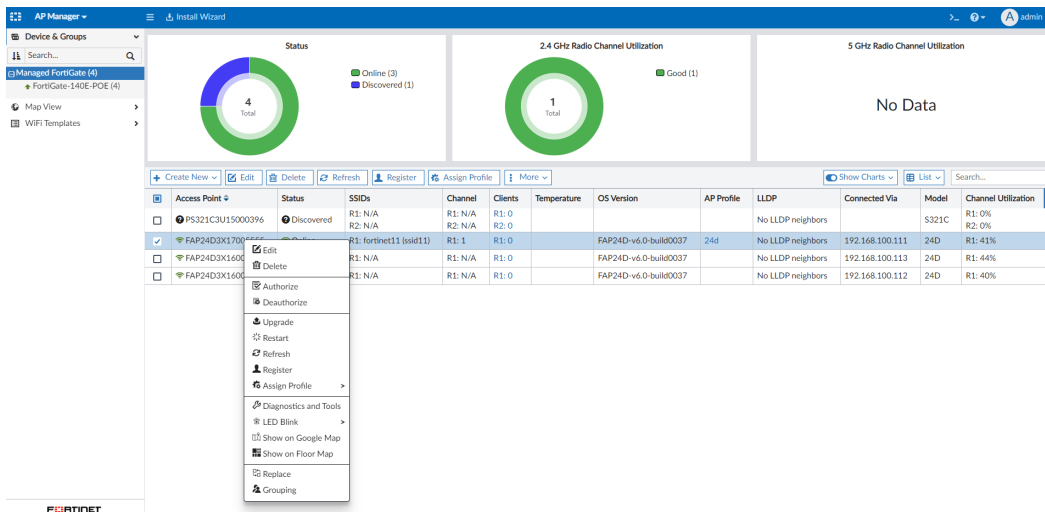 AP Manager
Install Wizard
admin
A
Device & Groups
Search...
Managed FortiGate (4)
FortiGate-140E-POE (4)
Map View
WiFi Templates
Status
4
Total
Online (3)
Discovered (1)
2.4 GHz Radio Channel Utilization
1
Total
Good (1)
5 GHz Radio Channel Utilization
No Data
Create New Edit Delete Refresh Register Assign Profile More Show Charts List Search...
Access Point Status SSIDs Channel Clients Temperature OS Version AP Profile LLDP Connected Via Model Channel Utilization
PS321C3U15000396 Discovered R1: N/A R1: N/A R1: 0 No LLDP neighbors S321C R1: 0%
R2: N/A R2: N/A R2: 0 R2: 0%
R1: fortinet11 (ssid11) R1: 1 R1: 0 FAP24D-v6.0-build0037 24d No LLDP neighbors 192.168.100.111 24D R1: 41%
FAP24D3X1600 R1: N/A R1: N/A R1: 0 FAP24D-v6.0-build0037 No LLDP neighbors 192.168.100.113 24D R1: 44%
FAP24D3X1600 R1: N/A R1: N/A R1: 0 FAP24D-v6.0-build0037 No LLDP neighbors 192.168.100.112 24D R1: 40%
Edit
Delete
Authorize
Deauthorize
Upgrade
Restart
Refresh
Register
Assign Profile
Diagnostics and Tools
LED Blink
Show on Google Map
Show on Floor Map
Replace
Grouping
FORTINET